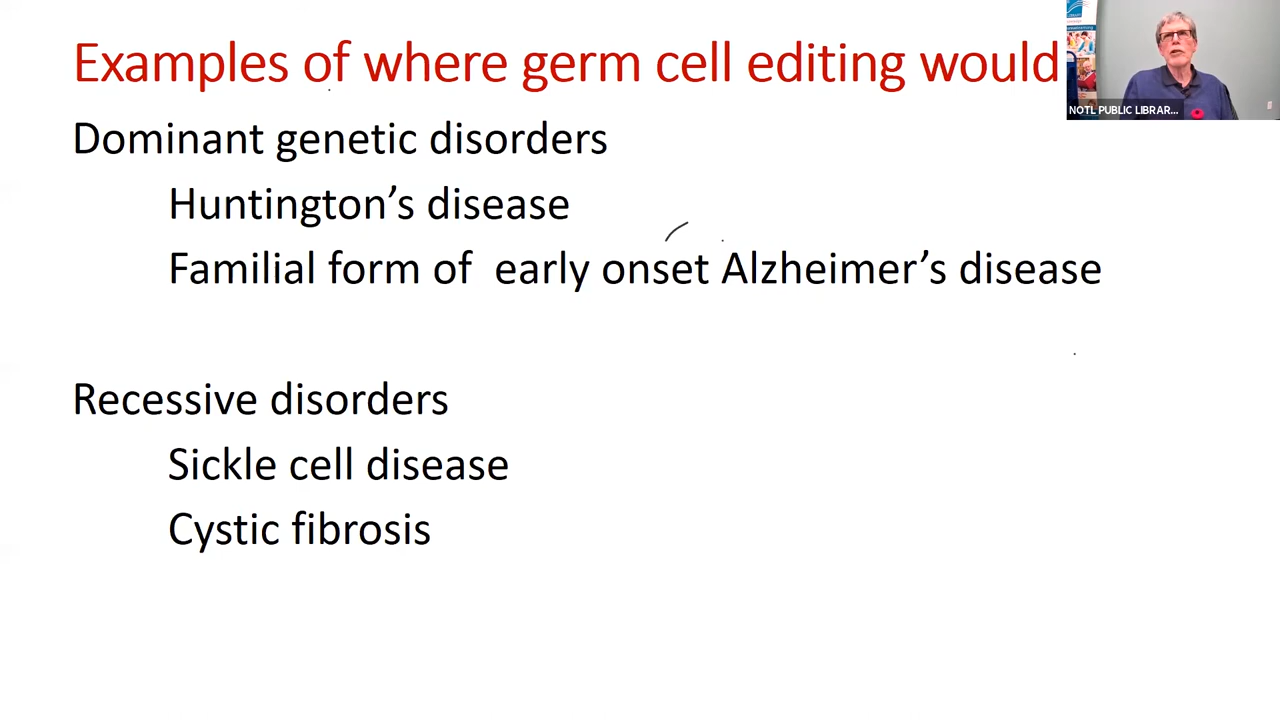 Examples of where germ cell editing would
NOTL PUBLIC LIBRAR...
Dominant genetic disorders
Huntington’s disease
Familial form of  early onset Alzheimer’s disease
Recessive disorders
Sickle cell disease
Cystic fibrosis